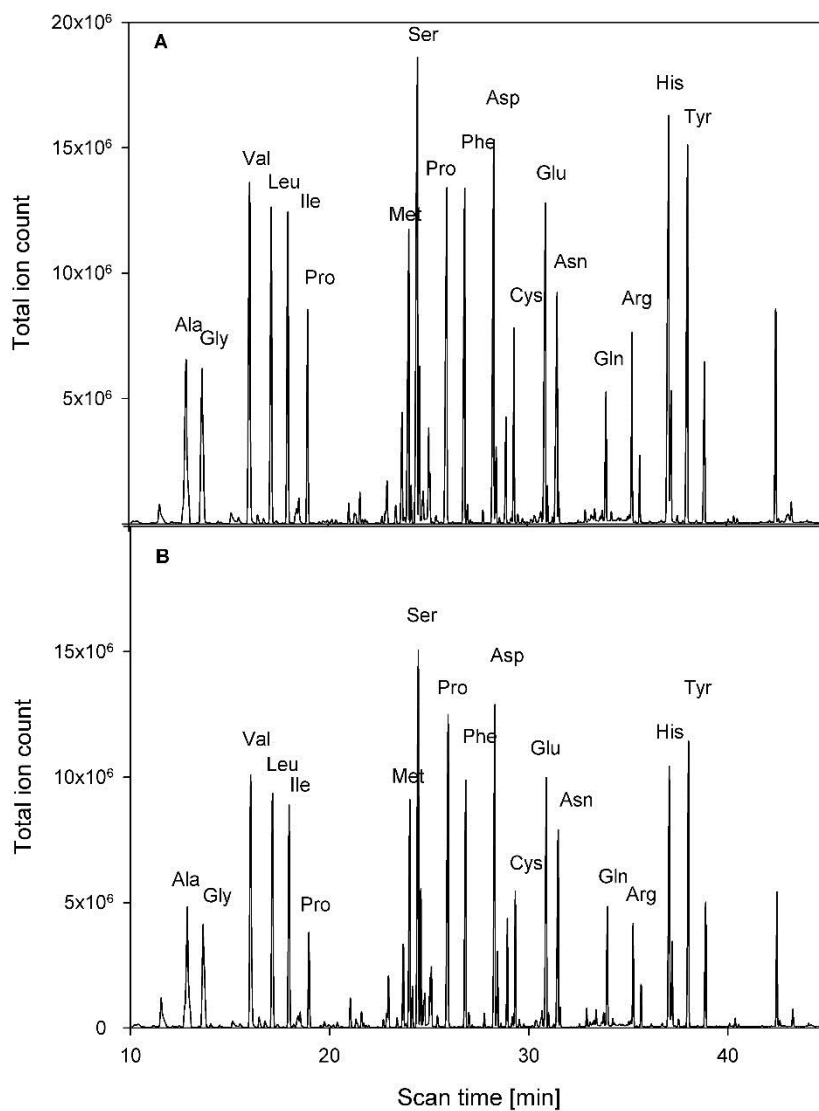 20x10⁶
A
Ser
Asp
His
Tyr
Val
Leu
Ile
Pro
Phe
Glu
15x10⁶
Total ion count
10x10⁶
Met
Pro
Cys
Asn
Arg
Ala
Gly
Gln
5x10⁶
B
Ser
Asp
Tyr
15x10⁶
Pro
Val
Leu
Ile
Met
Phe
Glu
His
Asn
Total ion count
10x10⁶
Cys
Ala
Gly
Pro
Gln
Arg
5x10⁶
0
10 20 30 40
Scan time [min]